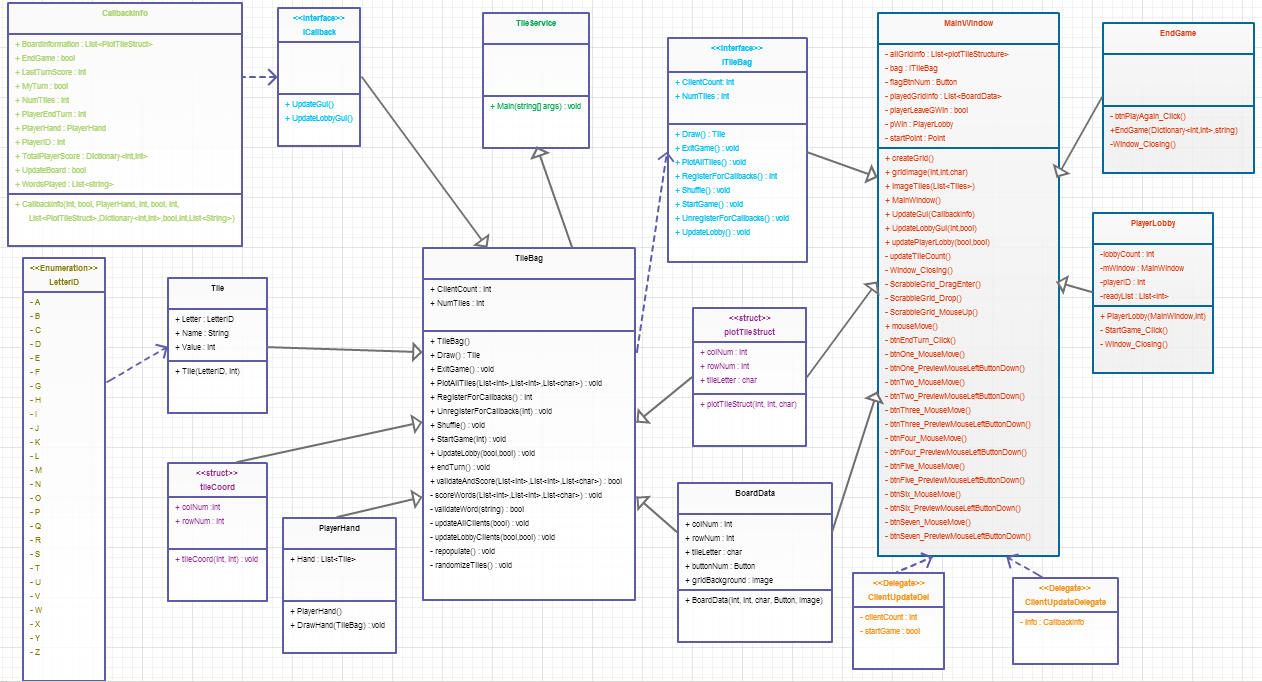 CallbackInfo
+ BoardInformation : List<PlotTileStruct>
+ EndGame : bool
+ LastTurnScore : int
+ MyTurn : bool
+ NumTiles : int
+ PlayerEndTurn : int
+ PlayerHand : PlayerHand
+ PlayerID : int
+ TotalPlayerScore : Dictionary<int,int>
+ UpdateBoard : bool
+ WordsPlayed : List<string>
+ CallbackInfo(int, bool, PlayerHand, int, bool, int,
List<PlotTileStruct>,Dictionary<int,int>,bool,int,List<String>)
<<Interface>>
ICallback
+ UpdateGui()
+ UpdateLobbyGui()
TileService
+ Main(string[] args) : void
<<Interface>>
ITileBag
+ ClientCount: int
+ NumTiles : int
+ Draw() : Tile
+ ExitGame() : void
+ PlotAllTiles() : void
+ RegisterForCallbacks() : int
+ Shuffle() : void
+ StartGame() : void
+ UnregisterForCallbacks() : void
+ UpdateLobby() : void
MainWindow
- allGridInfo : List<plotTileStructure>
- bag : ITileBag
- flagBtnNum : Button
- playedGridInfo : List<BoardData>
- playerLeaveGWin : bool
- pWin : PlayerLobby
- startPoint : Point
+ createGrid()
+ gridImage(int,int,char)
+ ImageTiles(List<Tiles>)
+ MainWindow()
+ UpdateGui(CallbackInfo)
+ UpdateLobbyGui(int,bool)
+ updatePlayerLobby(bool,bool)
- updateTileCount()
- Window_Closing()
- ScrabbleGrid_DragEnter()
- ScrabbleGrid_Drop()
- ScrabbleGrid_MouseUp()
+ mouseMove()
- btnEndTurn_Click()
- btnOne_MouseMove()
- btnOne_PreviewMouseLeftButtonDown()
- btnTwo_MouseMove()
- btnTwo_PreviewMouseLeftButtonDown()
- btnThree_MouseMove()
- btnThree_PreviewMouseLeftButtonDown()
- btnFour_MouseMove()
- btnFour_PreviewMouseLeftButtonDown()
- btnFive_MouseMove()
- btnFive_PreviewMouseLeftButtonDown()
- btnSix_MouseMove()
- btnSix_PreviewMouseLeftButtonDown()
- btnSeven_MouseMove()
- btnSeven_PreviewMouseLeftButtonDown()
EndGame
- btnPlayAgain_Click()
+EndGame(Dictionary<int,int>,string)
-Window_Closing()
PlayerLobby
-lobbyCount : int
-mWindow : MainWindow
-playerID : int
-readyList : List<int>
+ PlayerLobby(MainWindow,int)
- StartGame_Click()
- Window_Closing()
<<Enumeration>>
LetterID
- A
- B
- C
- D
- E
- F
- G
- H
- I
- J
- K
- L
- M
- N
- O
- P
- Q
- R
- S
- T
- U
- V
- W
- X
- Y
- Z
Tile
+ Letter : LetterID
+ Name : String
+ Value : int
+ Tile(LetterID, int)
TileBag
+ ClientCount : int
+ NumTiles : int
+ TileBag()
+ Draw() : Tile
+ ExitGame() : void
+ PlotAllTiles(List<int>,List<int>,List<char>) : void
+ RegisterForCallbacks() : int
+ UnregisterForCallbacks(int) : void
+ Shuffle() : void
+ StartGame(int) : void
+ UpdateLobby(bool,bool) : void
+ endTurn() : void
+ validateAndScore(List<int>,List<int>,List<char>) : bool
- scoreWords(List<int>,List<int>,List<char>) : void
- validateWord(string) : bool
- updateAllClients(bool) : void
- updateLobbyClients(bool,bool) : void
- repopulate() : void
- randomizeTiles() : void
<<struct>>
plotTileStruct
+ colNum : int
+ rowNum : int
+ tileLetter : char
+ plotTileStruct(int, int, char)
<<struct>>
tileCoord
+ colNum :int
+ rowNum : int
+ tileCoord(int, int) : void
PlayerHand
+ Hand : List<Tile>
+ PlayerHand()
+ DrawHand(TileBag) : void
BoardData
+ colNum : int
+ rowNum : int
+ tileLetter : char
+ buttonNum : Button
+ gridBackground : Image
+ BoardData(int, int, char, Button, Image)
<<Delegate>>
ClientUpdateDel
- clientCount : int
- startGame : bool
<<Delegate>>
ClientUpdateDelegate
- info : CallbackInfo